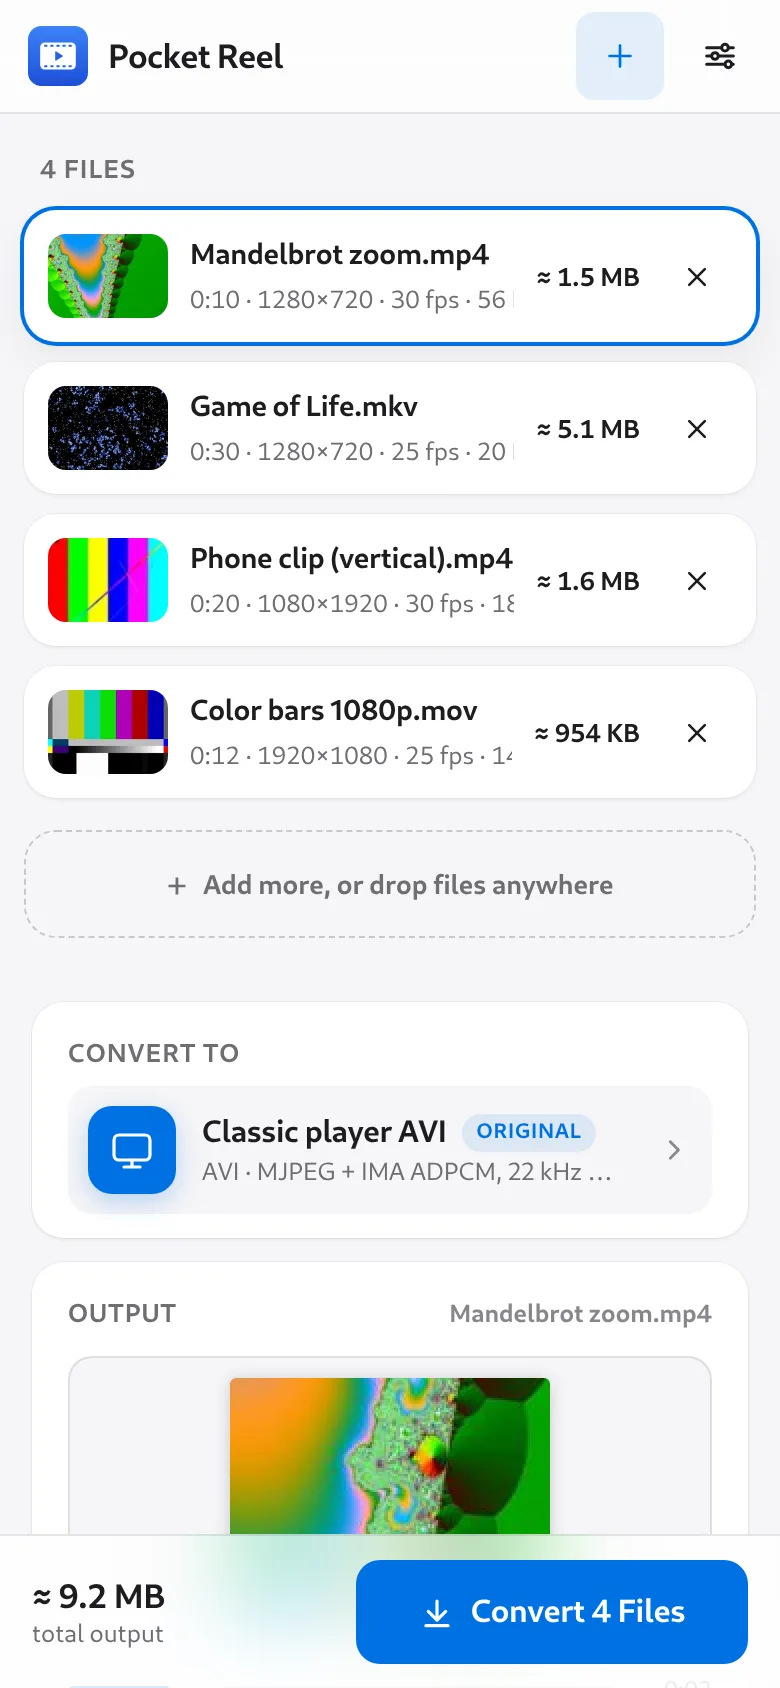 Pocket Reel
4 FILES
Mandelbrot zoom.mp4
0:10 · 1280×720 · 30 fps · 56
≈ 1.5 MB
Game of Life.mkv
0:30 · 1280×720 · 25 fps · 20
≈ 5.1 MB
Phone clip (vertical).mp4
0:20 · 1080×1920 · 30 fps · 18
≈ 1.6 MB
Color bars 1080p.mov
0:12 · 1920×1080 · 25 fps · 14
≈ 954 KB
+ Add more, or drop files anywhere
CONVERT TO
Classic player AVI ORIGINAL
AVI · MJPEG + IMA ADPCM, 22 kHz …
OUTPUT
Mandelbrot zoom.mp4
≈ 9.2 MB
total output
Convert 4 Files